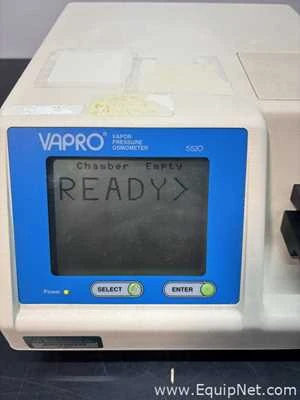 VAPRO®
VAPOR
PRESSURE
OSMOMETER
5520
Chamber Empty
READY>
SELECT
ENTER
Power
www.EquipNet.com